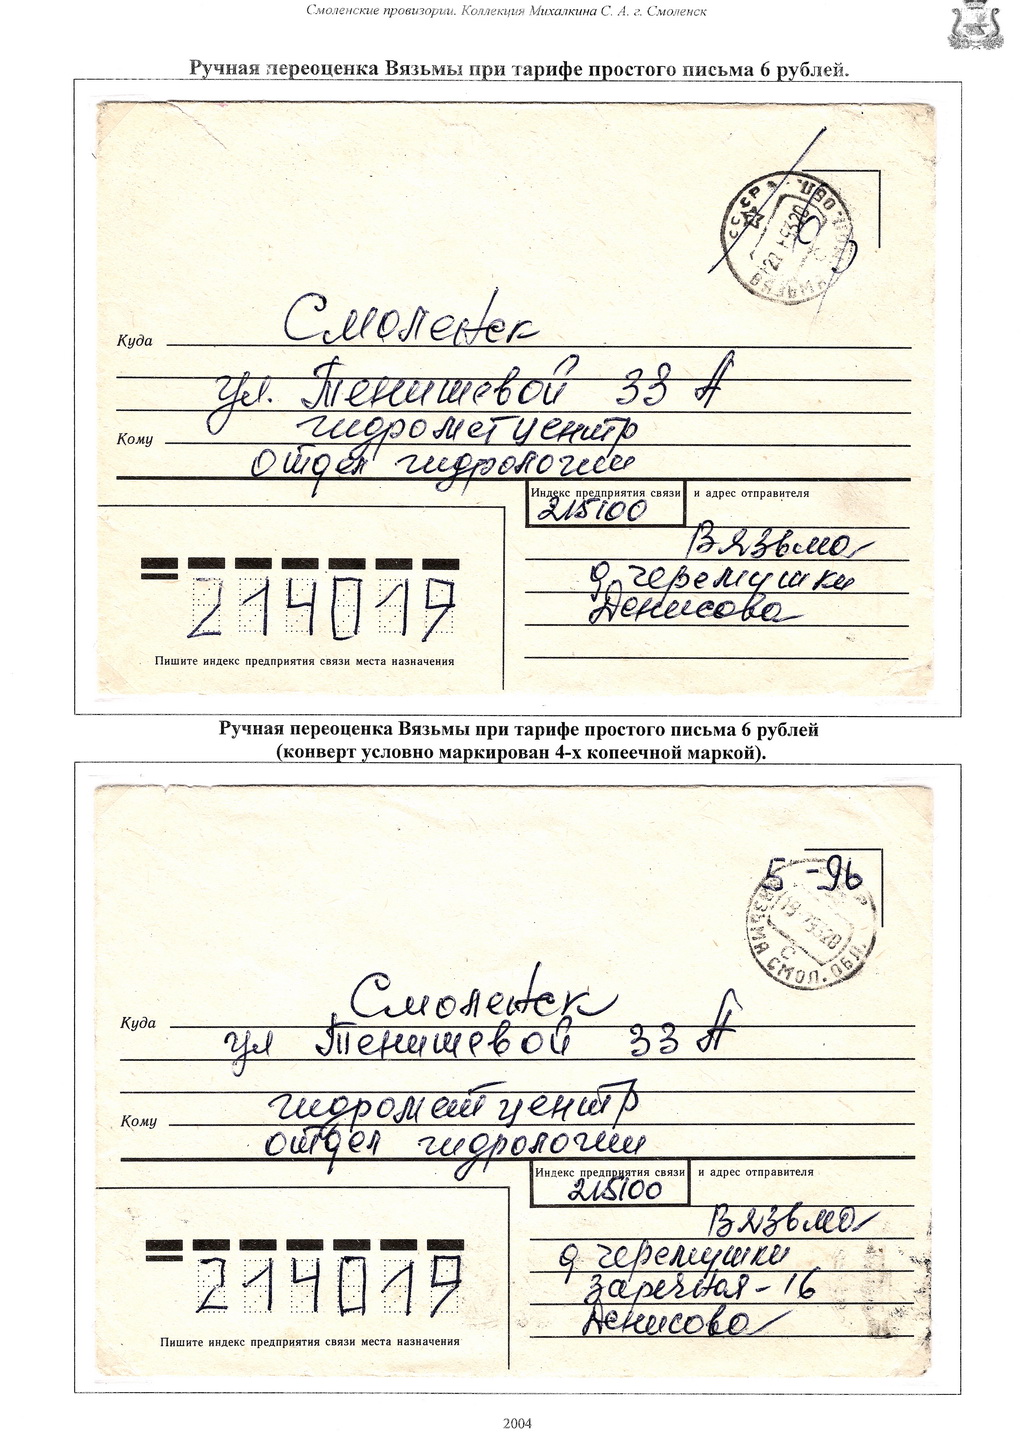 Смоленские провизории. Коллекция Михалкина С. А. г. Смоленск
Ручная переоценка Вязьмы при тарифе простого письма 6 рублей.
СССР
Куда Смоленск
ул. Тенишевой 33 А
Кому гидрометцентр
отдел гидрологии
Индекс предприятия связи и адрес отправителя
215100
Вязьма
д черемушки
Денисова
214019
Пишите индекс предприятия связи места назначения
Ручная переоценка Вязьмы при тарифе простого письма 6 рублей
(конверт условно маркирован 4-х копеечной маркой).
5-96
ВЯЗЬМА СМОЛ. ОБЛ.
Куда Смоленск
ул Тенишевой 33 А
Кому гидрометцентр
отдел гидрологии
Индекс предприятия связи и адрес отправителя
215100
Вязьма
д черемушки
заречная-16
Денисова
214019
Пишите индекс предприятия связи места назначения
2004